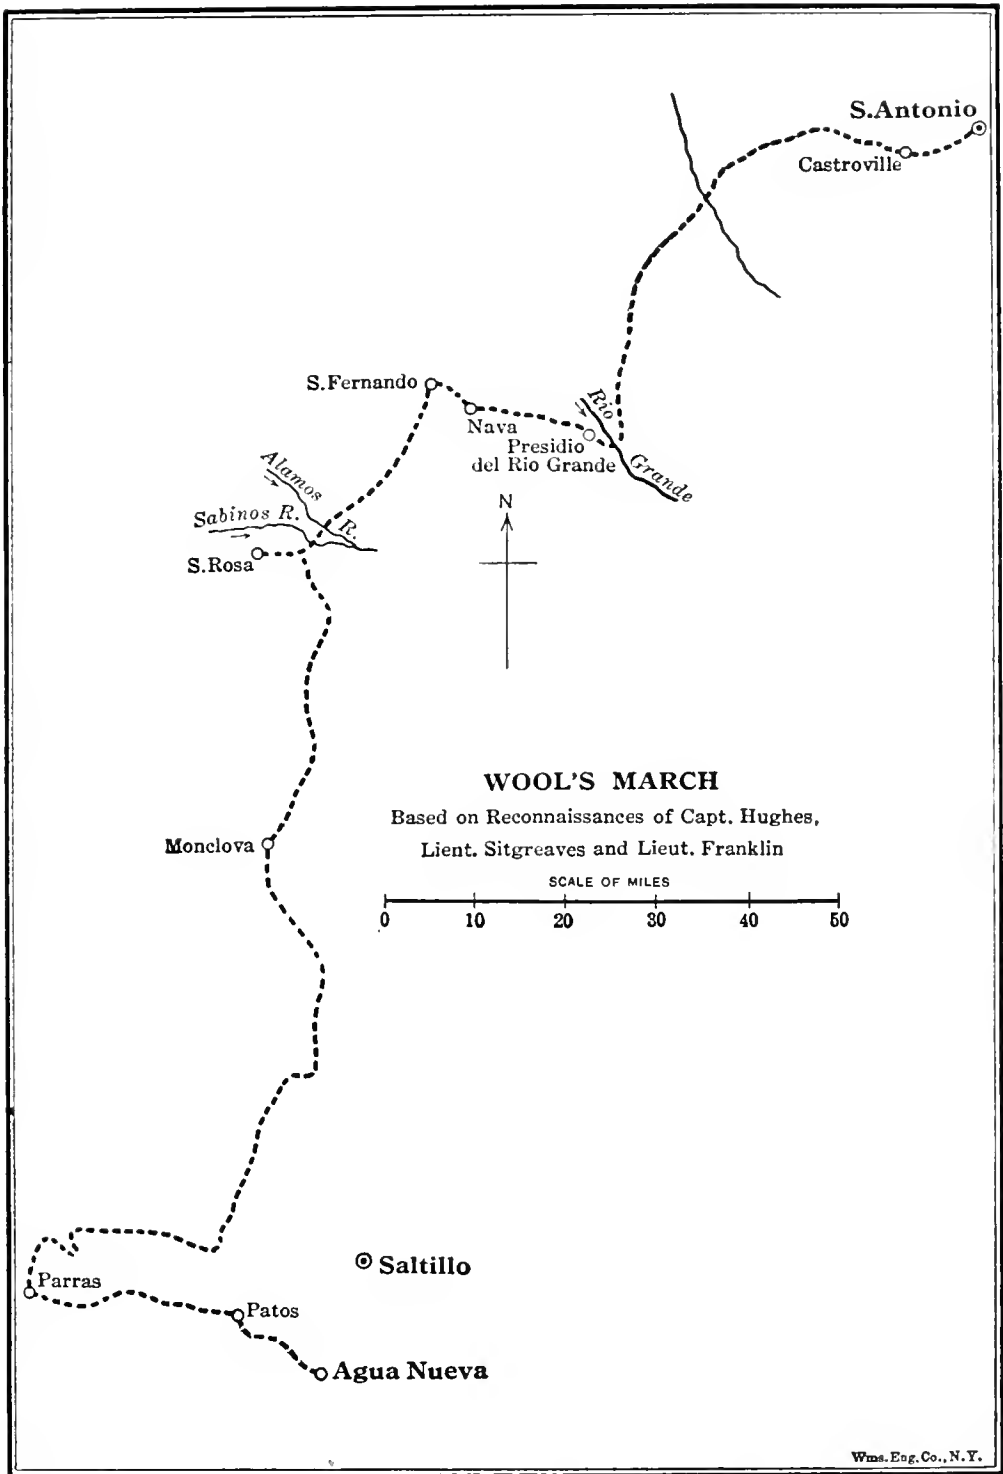 S.Antonio
Castroville
S.Fernando
Rio
Nava
Presidio
del Rio Grande
Grande
Alamos
R.
N
Sabinos R.
S.Rosa
WOOL'S MARCH
Based on Reconnaissances of Capt. Hughes,
Lient. Sitgreaves and Lieut. Franklin
SCALE OF MILES
Monclova
0 10 20 30 40 50
Saltillo
Parras
Patos
Agua Nueva
Wms.Eng.Co.,N.Y.